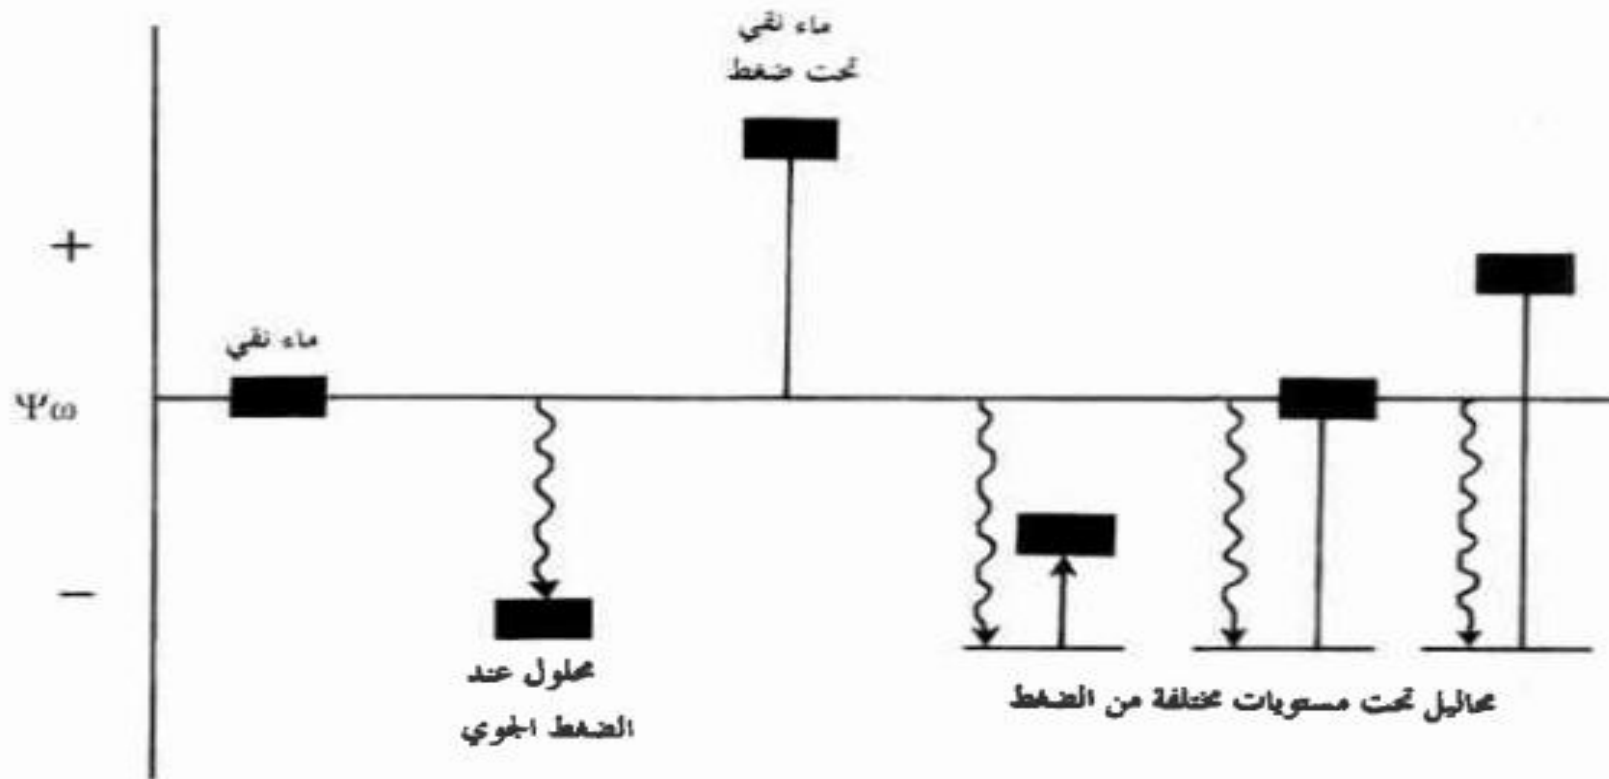 ماء نقي
تحت ضغط
+
ماء نقي
Ψω
−
محلول عند
الضغط الجوي
محاليل تحت مستويات مختلفة من الضغط